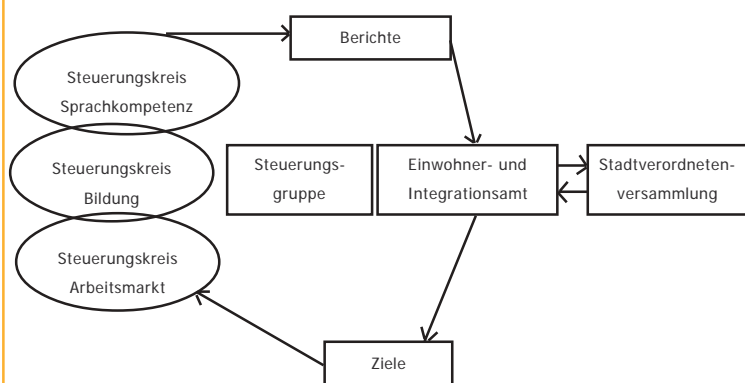 Berichte
Steuerungskreis
Sprachkompetenz
Steuerungskreis
Bildung
Steuerungs-
gruppe
Einwohner- und
Integrationsamt
Stadtverordneten-
versammlung
Steuerungskreis
Arbeitsmarkt
Ziele